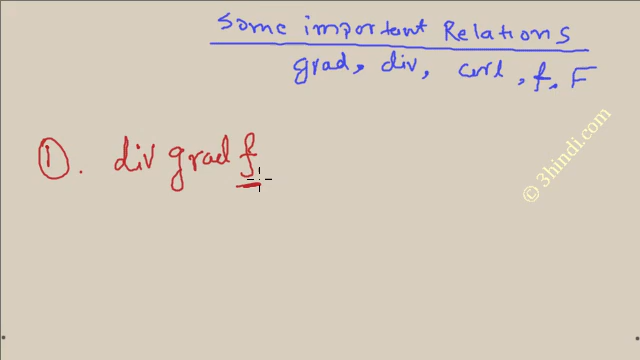 Some important Relations
grad, div, curl, f, F
①. div grad f
© 3hindi.com